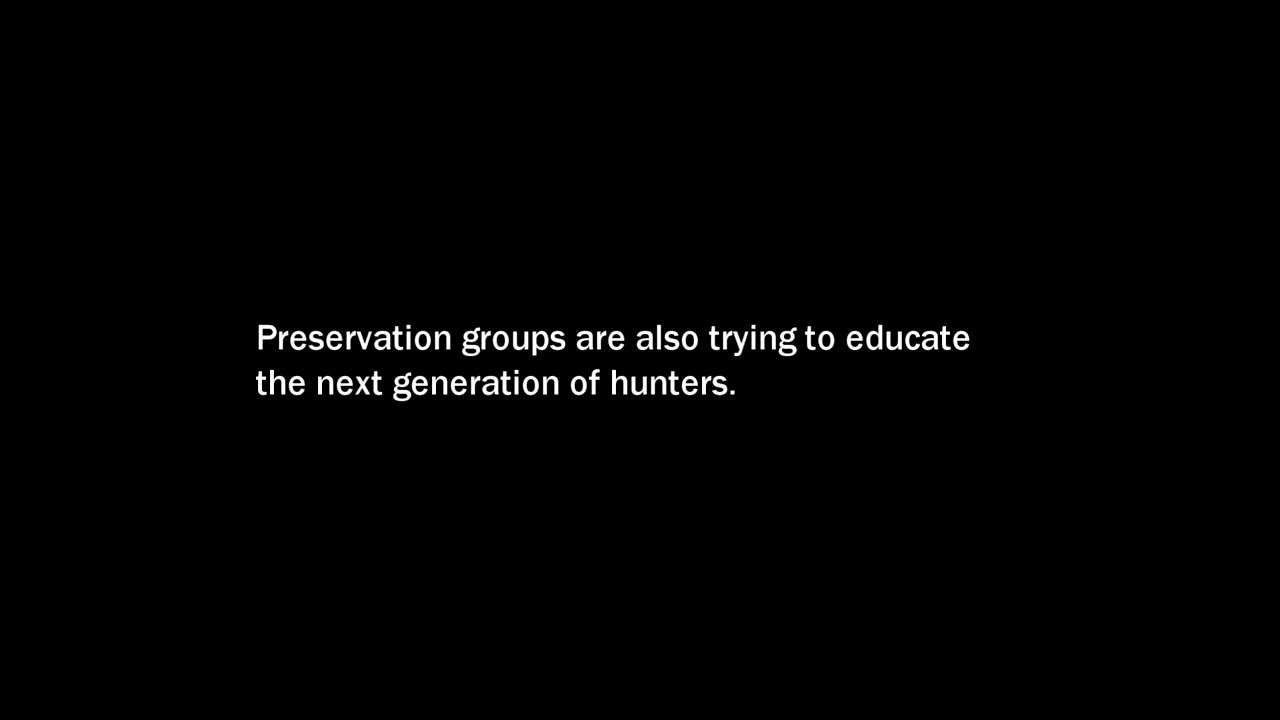 Preservation groups are also trying to educate
the next generation of hunters.